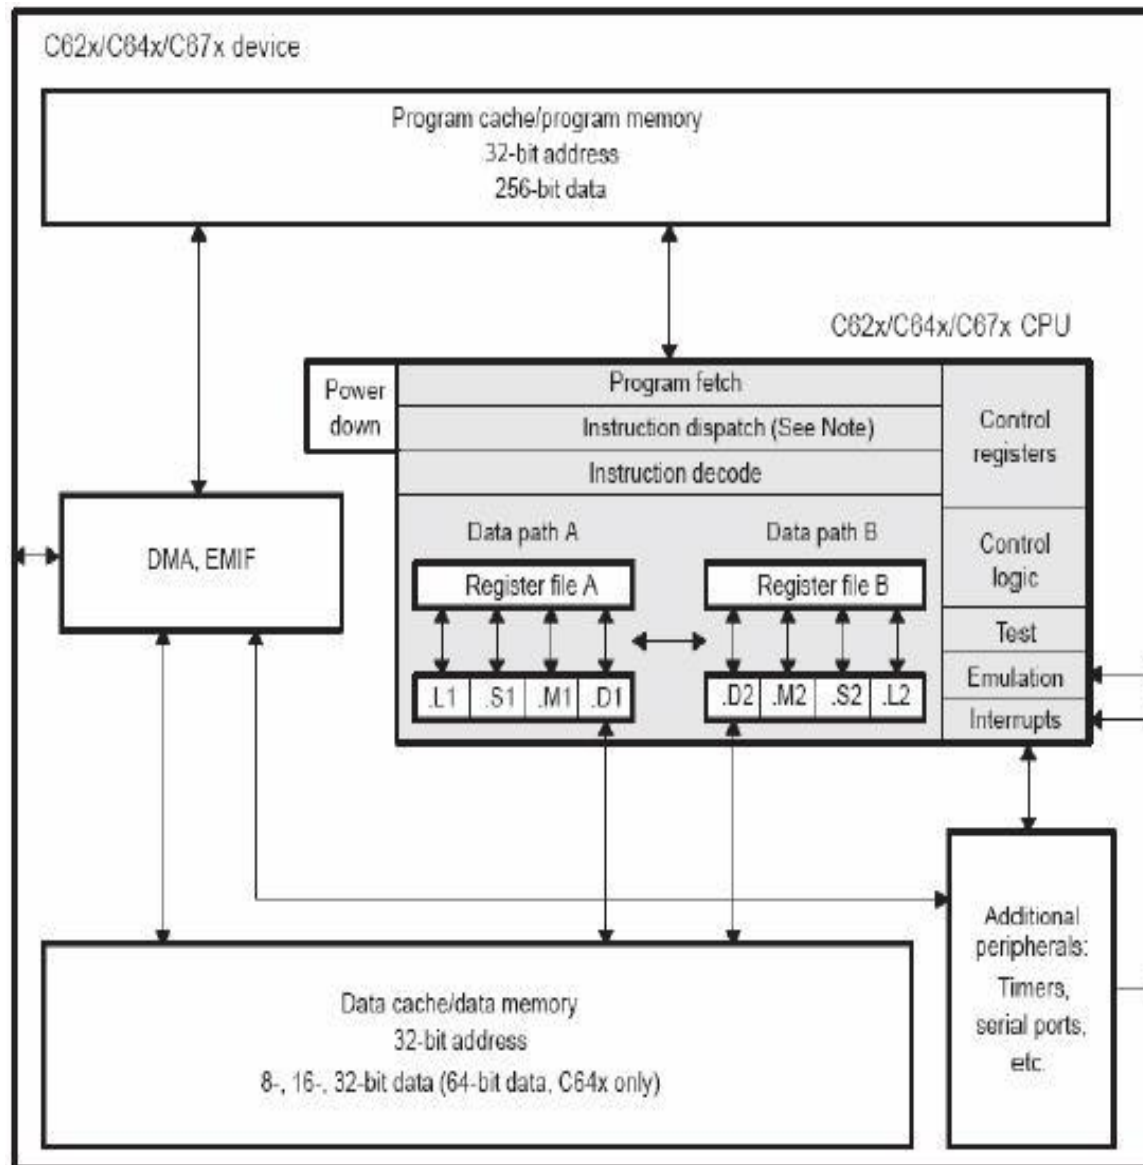 C62x/C64x/C67x device
Program cache/program memory
32-bit address
256-bit data
C62x/C64x/C67x CPU
Power
down
Program fetch
Instruction dispatch (See Note)
Instruction decode
Control
registers
Data path A
Data path B
Register file A
Register file B
Control
logic
DMA, EMIF
Test
.L1 .S1 .M1 .D1
.D2 .M2 .S2 .L2
Emulation
Interrupts
Additional
peripherals:
Timers,
serial ports,
etc.
Data cache/data memory
32-bit address
8-, 16-, 32-bit data (64-bit data, C64x only)